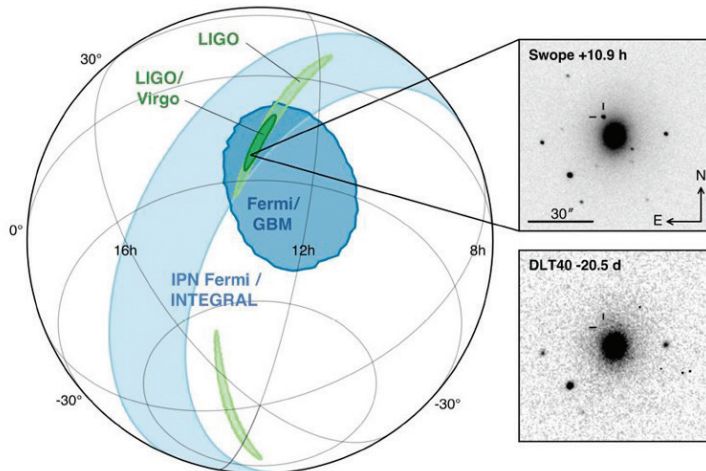 LIGO
LIGO/
Virgo
30°
Fermi/
GBM
0°
16h
12h
8h
IPN Fermi /
INTEGRAL
-30°
-30°
Swope +10.9 h
N
30"
E
DLT40 -20.5 d